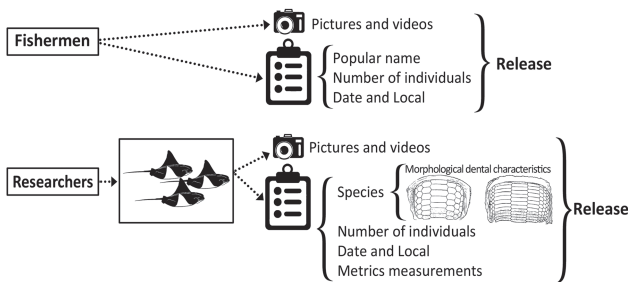 Fishermen
Pictures and videos
Popular name
Number of individuals
Date and Local
Release
Researchers
Pictures and videos
Species
Morphological dental characteristics
Number of individuals
Date and Local
Metrics measurements
Release